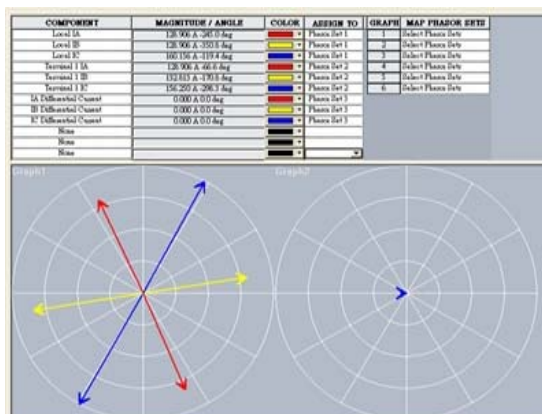 COMPONENT MAGNITUDE / ANGLE COLOR ASSIGN TO GRAPH MAP PHASOR SETS
Local IA 128.906 A -245.0 deg Phasor Set 1 1 Select Phasor Sets
Local IB 128.906 A -350.8 deg Phasor Set 1 2 Select Phasor Sets
Local IC 160.156 A -119.4 deg Phasor Set 1 3 Select Phasor Sets
Terminal 1 IA 128.906 A -66.6 deg Phasor Set 2 4 Select Phasor Sets
Terminal 1 IB 132.813 A -170.8 deg Phasor Set 2 5 Select Phasor Sets
Terminal 1 IC 156.250 A -296.3 deg Phasor Set 2 6 Select Phasor Sets
IA Differential Current 0.000 A 0.0 deg Phasor Set 3
IB Differential Current 0.000 A 0.0 deg Phasor Set 3
IC Differential Current 0.000 A 0.0 deg Phasor Set 3
None
None
None
Graph1 Graph2